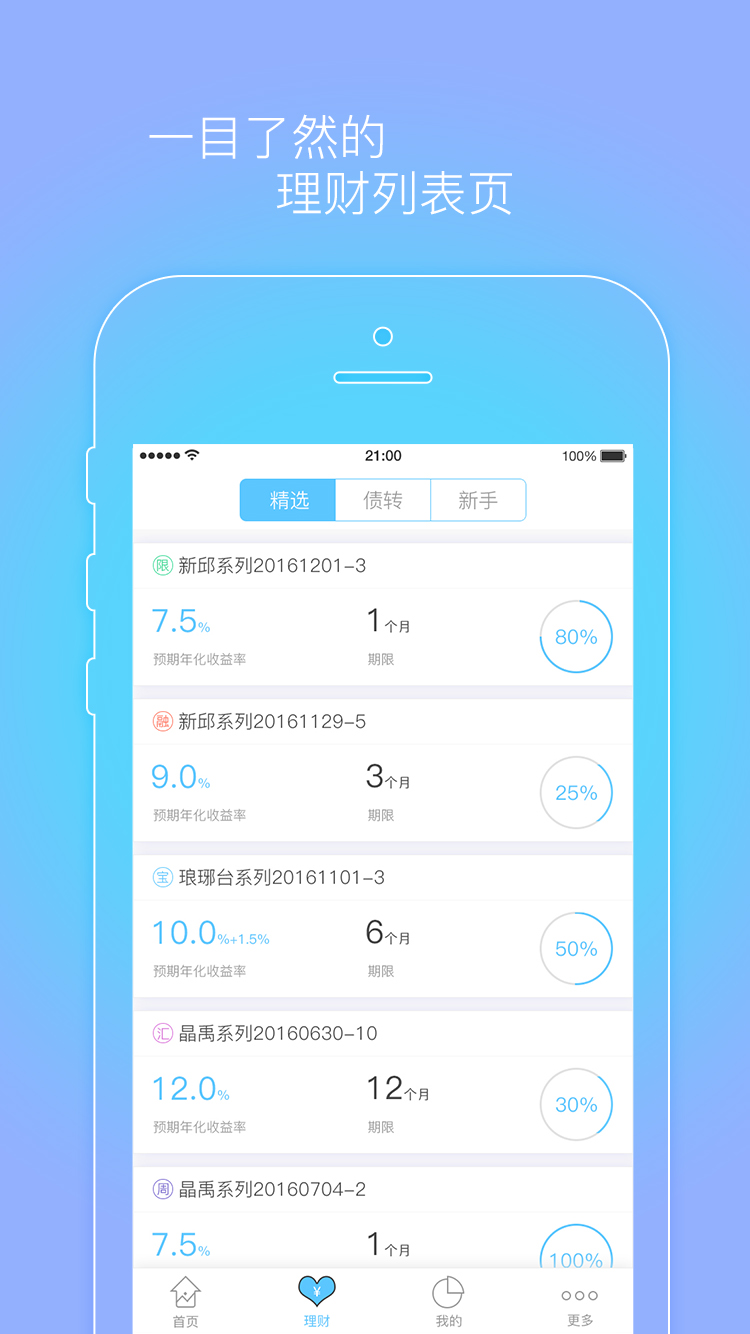 一目了然的
理财列表页
21:00
100%
精选 债转 新手
限 新邱系列20161201-3
7.5% 1个月 80%
预期年化收益率 期限
融 新邱系列20161129-5
9.0% 3个月 25%
预期年化收益率 期限
宝 琅琊台系列20161101-3
10.0%+1.5% 6个月 50%
预期年化收益率 期限
汇 晶禹系列20160630-10
12.0% 12个月 30%
预期年化收益率 期限
周 晶禹系列20160704-2
7.5% 1个月 100%
首页 理财 我的 更多